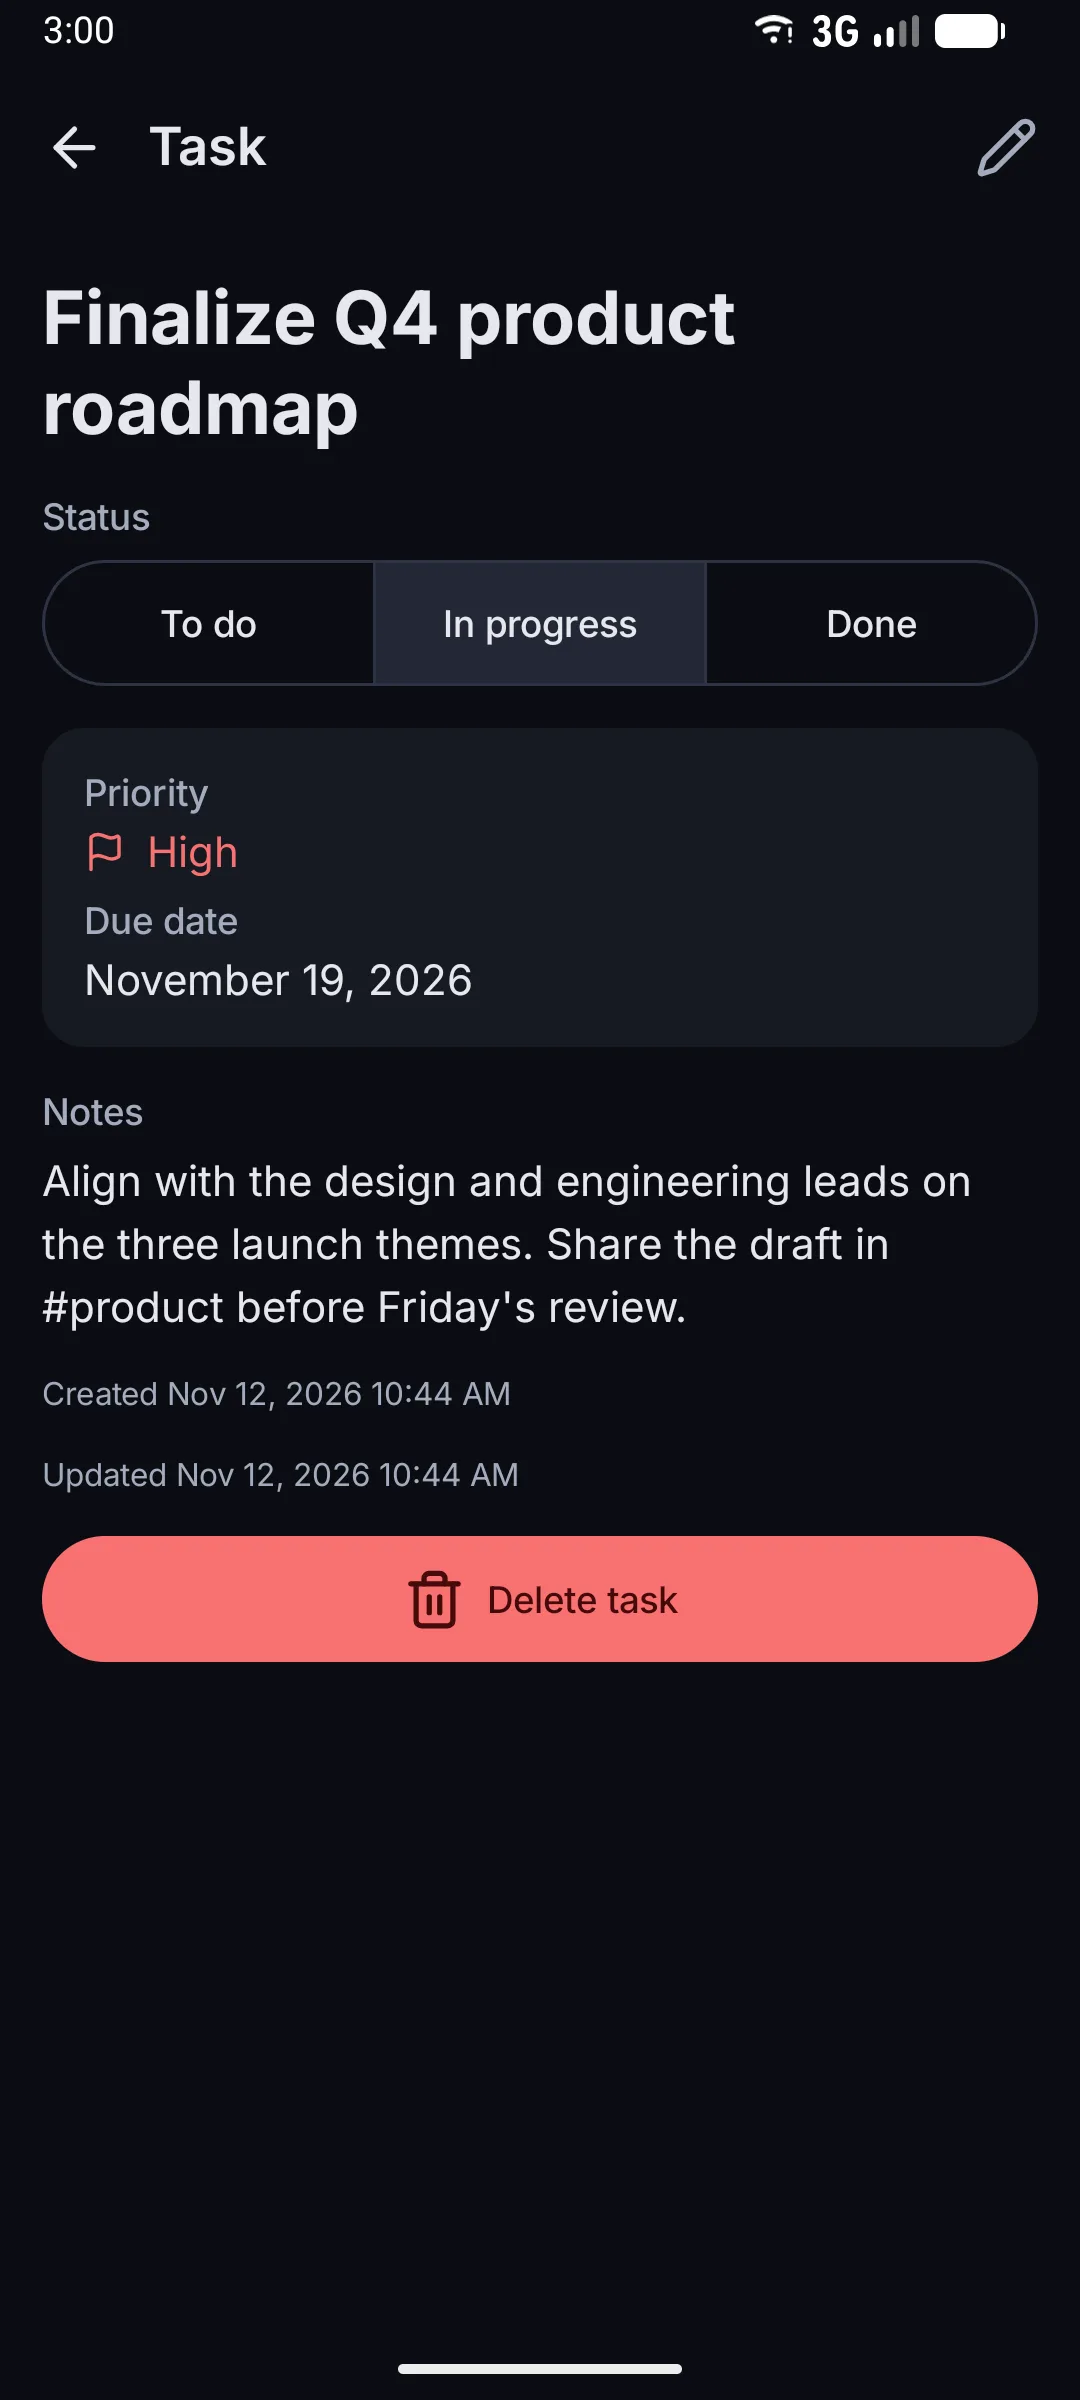 3:00
3G
Task
Finalize Q4 product
roadmap
Status
To do
In progress
Done
Priority
High
Due date
November 19, 2026
Notes
Align with the design and engineering leads on
the three launch themes. Share the draft in
#product before Friday's review.
Created Nov 12, 2026 10:44 AM
Updated Nov 12, 2026 10:44 AM
Delete task